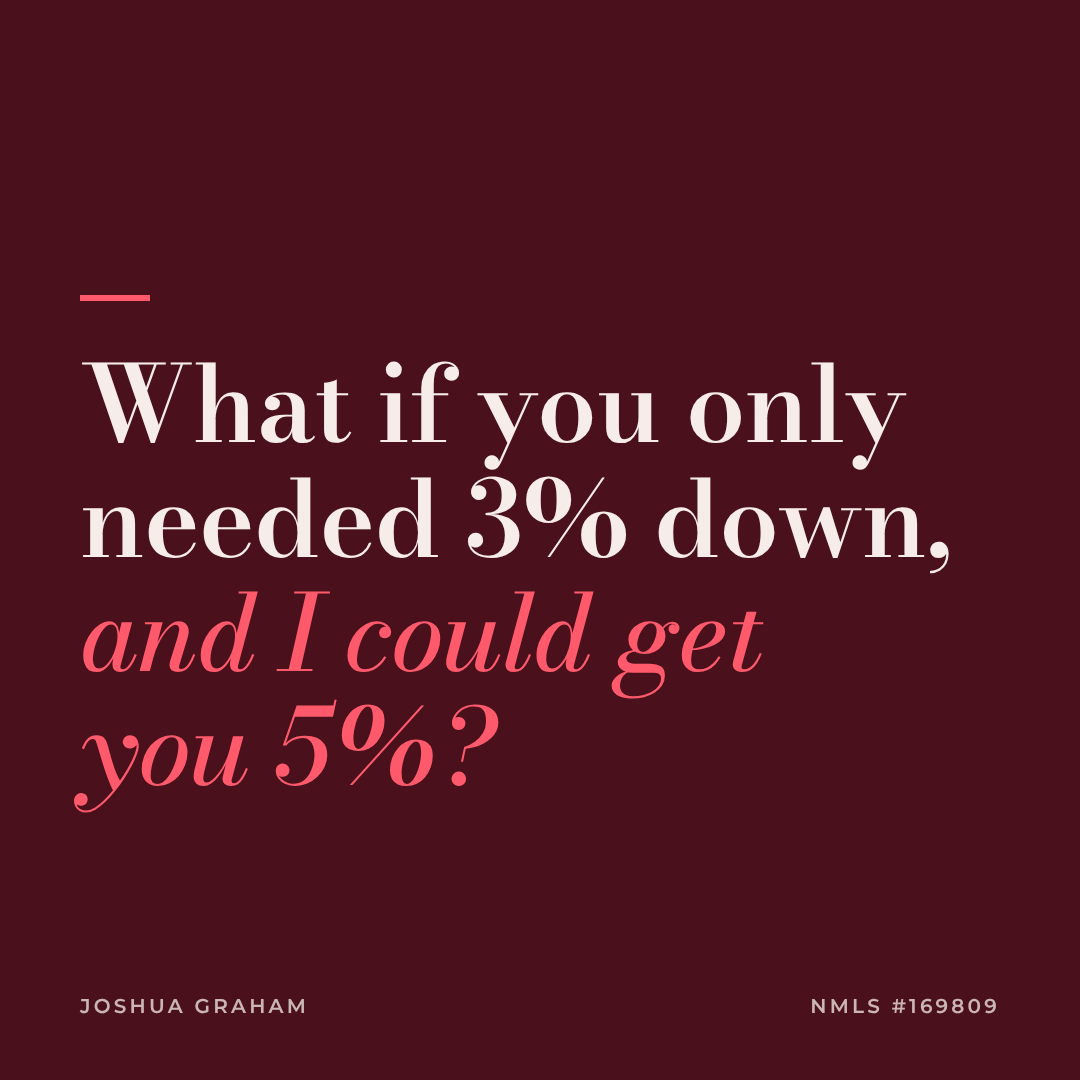 What if you only
needed 3% down,
and I could get
you 5%?
JOSHUA GRAHAM
NMLS #169809